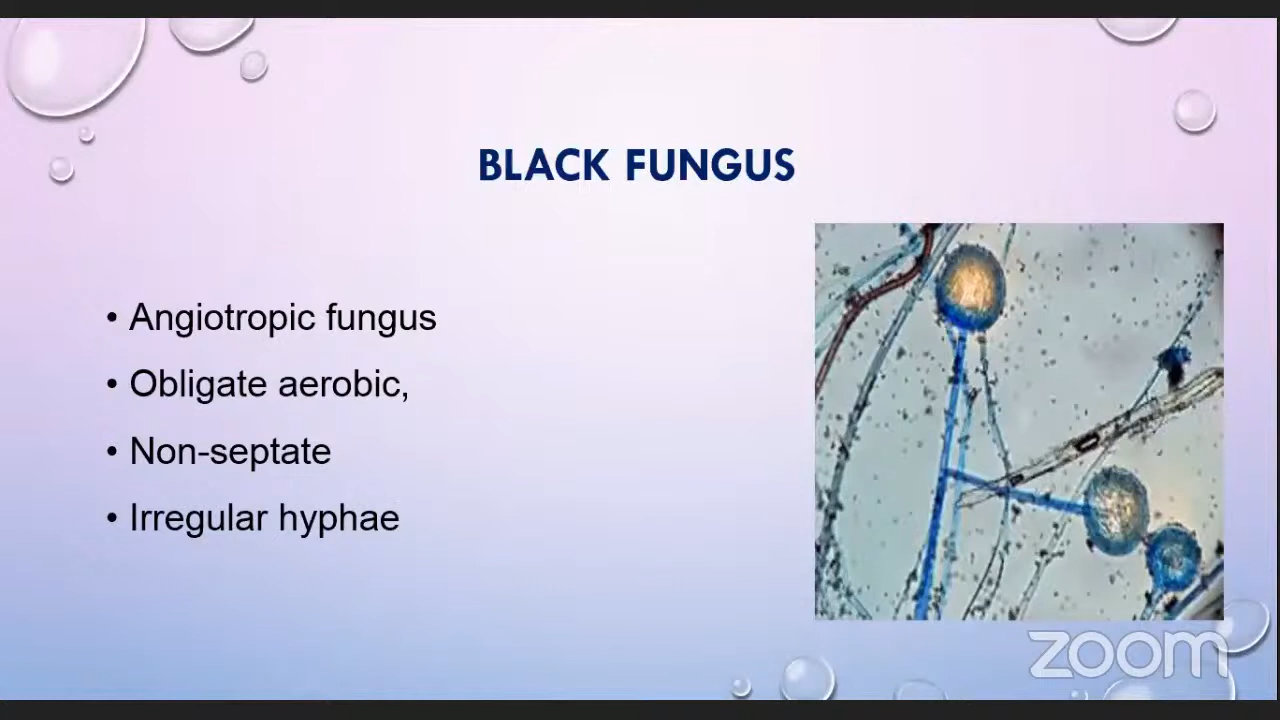 BLACK FUNGUS
• Angiotropic fungus
• Obligate aerobic,
• Non-septate
• Irregular hyphae
zoom